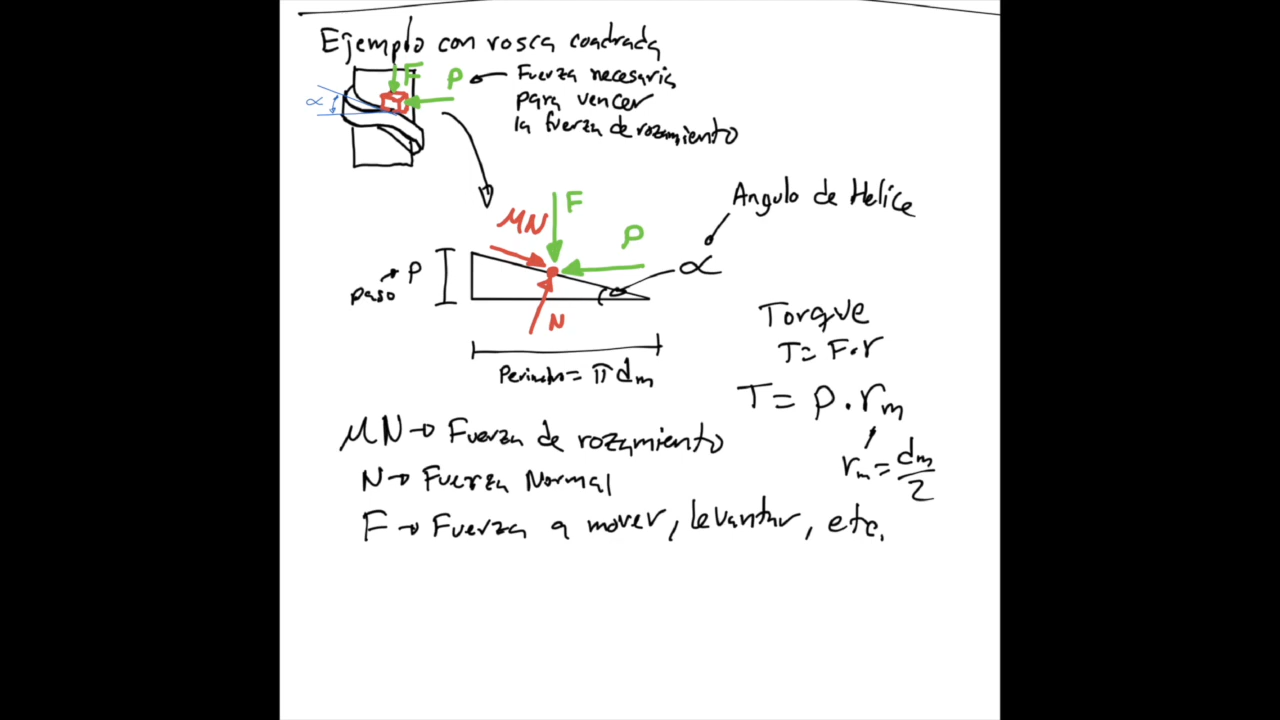 Ejemplo con rosca cuadrada
F
P
Fuerza necesaria
para vencer
la fuerza de rozamiento
α
Angulo de Helice
μN
F
P
α
paso
P
N
Torque
T = F·r
Perimetro = π dm
T = P·rm
μN → Fuerza de rozamiento
rm = dm/2
N → Fuerza Normal
F → Fuerza a mover, levantar, etc.